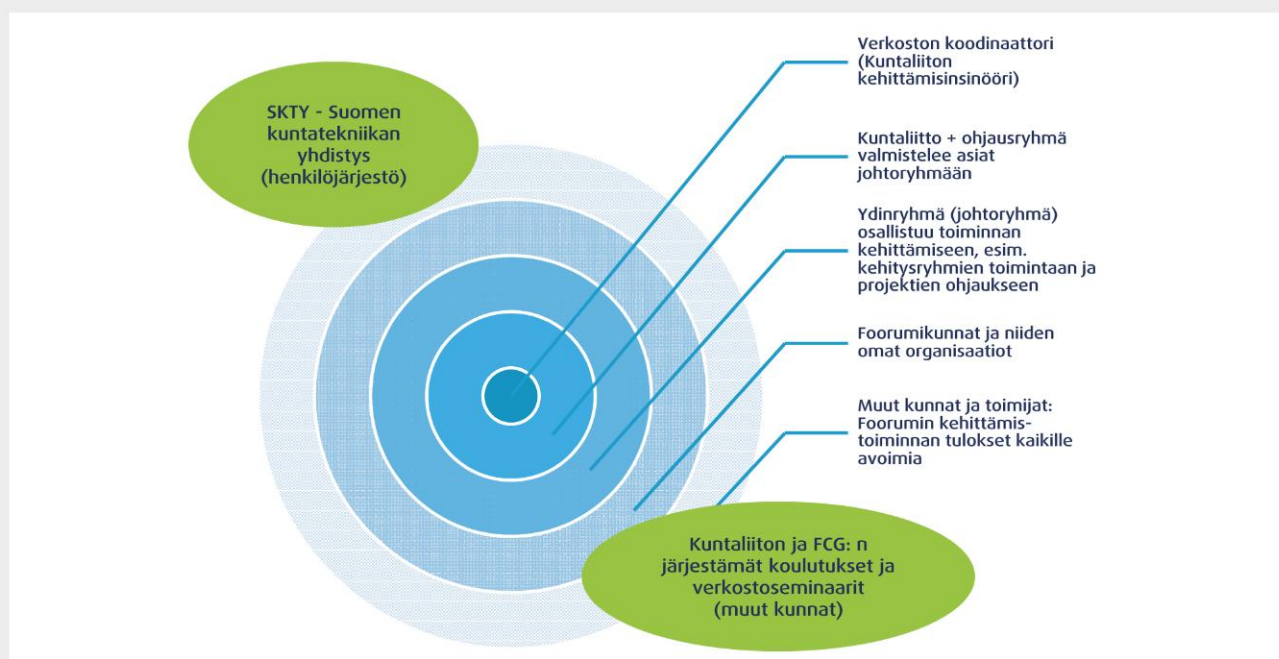 SKTY - Suomen
kuntatekniikan
yhdistys
(henkilöjärjestö)
Verkoston koodinaattori
(Kuntaliiton
kehittämisinsinööri)
Kuntaliitto + ohjausryhmä
valmistelee asiat
johtoryhmään
Ydinryhmä (johtoryhmä)
osallistuu toiminnan
kehittämiseen, esim.
kehitysryhmien toimintaan ja
projektien ohjaukseen
Foorumikunnat ja niiden
omat organisaatiot
Muut kunnat ja toimijat:
Foorumin kehittämis-
toiminnan tulokset kaikille
avoimia
Kuntaliiton ja FCG: n
järjestämät koulutukset ja
verkostoseminaarit
(muut kunnat)